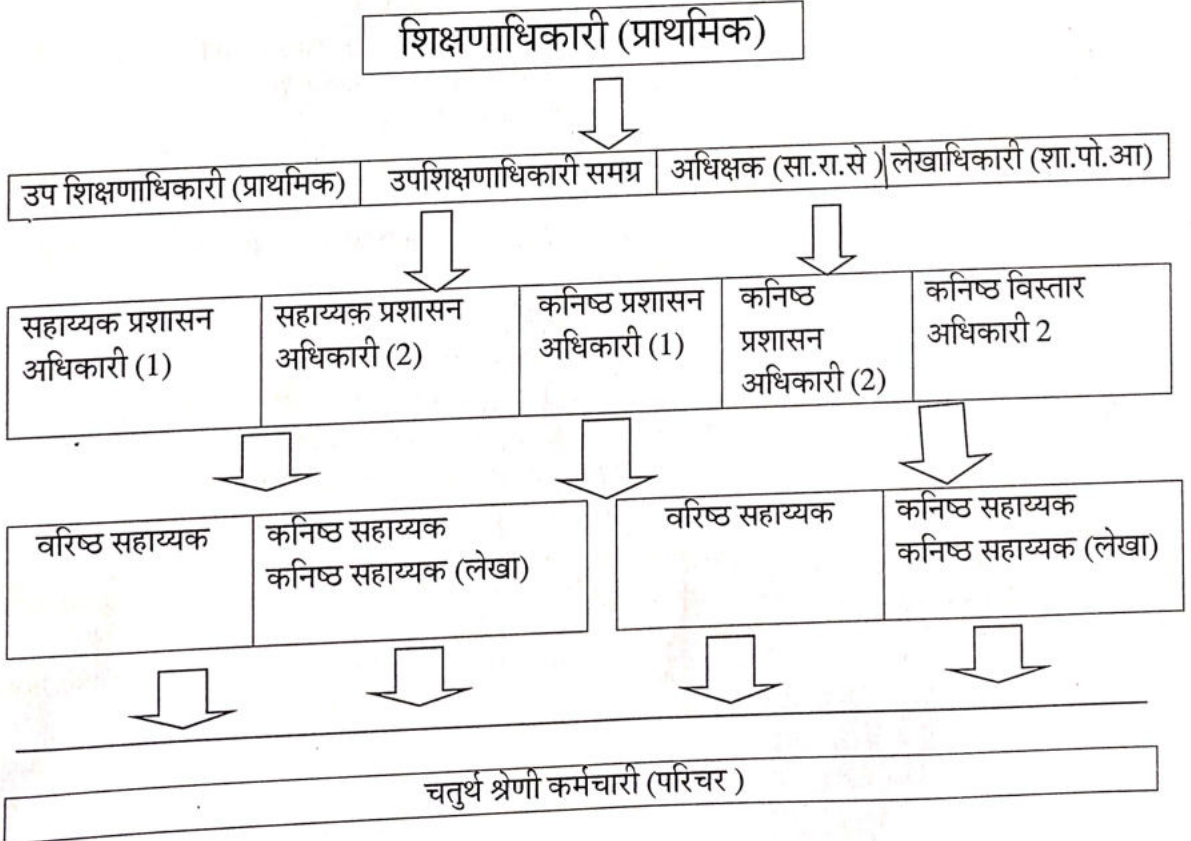 शिक्षणाधिकारी (प्राथमिक)
उप शिक्षणाधिकारी (प्राथमिक)
उपशिक्षणाधिकारी समग्र
अधिक्षक (सा.रा.से )
लेखाधिकारी (शा.पो.आ)
सहाय्यक प्रशासन
अधिकारी (1)
सहाय्यक़ प्रशासन
अधिकारी (2)
कनिष्ठ प्रशासन
अधिकारी (1)
कनिष्ठ
प्रशासन
अधिकारी (2)
कनिष्ठ विस्तार
अधिकारी 2
वरिष्ठ सहाय्यक
कनिष्ठ सहाय्यक
कनिष्ठ सहाय्यक (लेखा)
वरिष्ठ सहाय्यक
कनिष्ठ सहाय्यक
कनिष्ठ सहाय्यक (लेखा)
चतुर्थ श्रेणी कर्मचारी (परिचर )